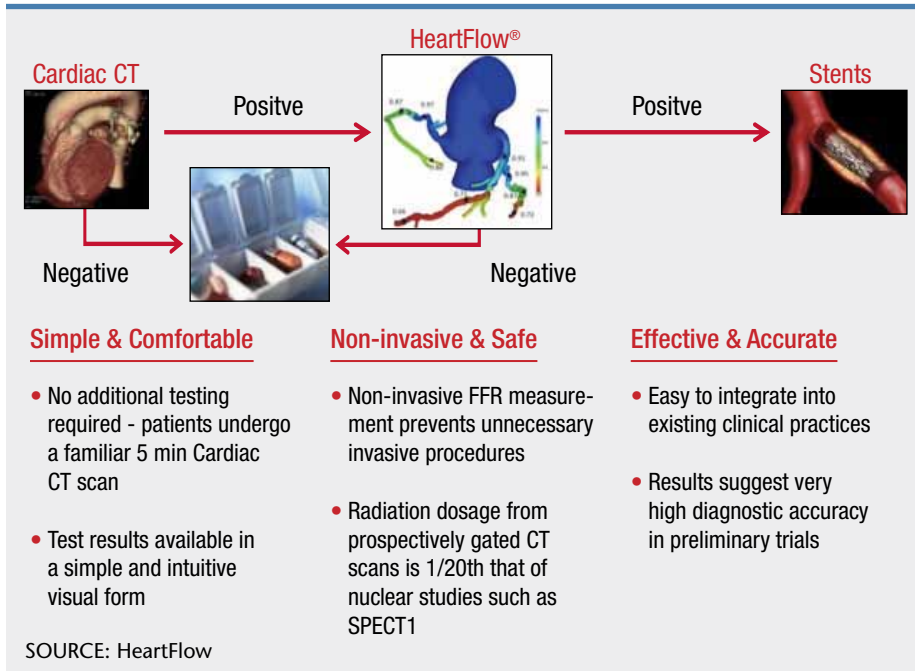 HeartFlow®
Cardiac CT
Stents
Positve
Positve
Negative
Negative
Simple & Comfortable
• No additional testing
required - patients undergo
a familiar 5 min Cardiac
CT scan
• Test results available in
a simple and intuitive
visual form
Non-invasive & Safe
• Non-invasive FFR measure-
ment prevents unnecessary
invasive procedures
• Radiation dosage from
prospectively gated CT
scans is 1/20th that of
nuclear studies such as
SPECT1
Effective & Accurate
• Easy to integrate into
existing clinical practices
• Results suggest very
high diagnostic accuracy
in preliminary trials
SOURCE: HeartFlow